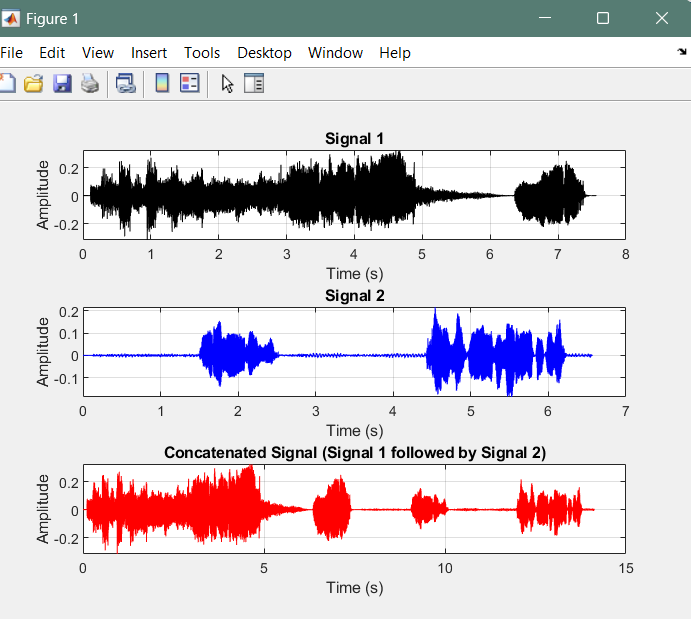 Figure 1
File Edit View Insert Tools Desktop Window Help
Signal 1
Amplitude
0.2
0
-0.2
0 1 2 3 4 5 6 7 8
Time (s)
Signal 2
Amplitude
0.2
0.1
0
-0.1
0 1 2 3 4 5 6 7
Time (s)
Concatenated Signal (Signal 1 followed by Signal 2)
Amplitude
0.2
0
-0.2
0 5 10 15
Time (s)